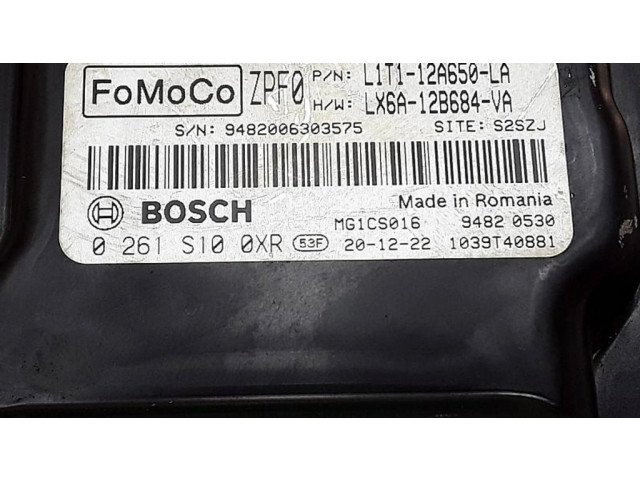 FoMoCo ZPF0 P/N: L1T1-12A650-LA
H/W: LX6A-12B684-VA
S/N: 9482006303575 SITE: S2SZJ
BOSCH Made in Romania
MG1CS016 9482 0530
0 261 S10 0XR 53F 20-12-22 1039T40881